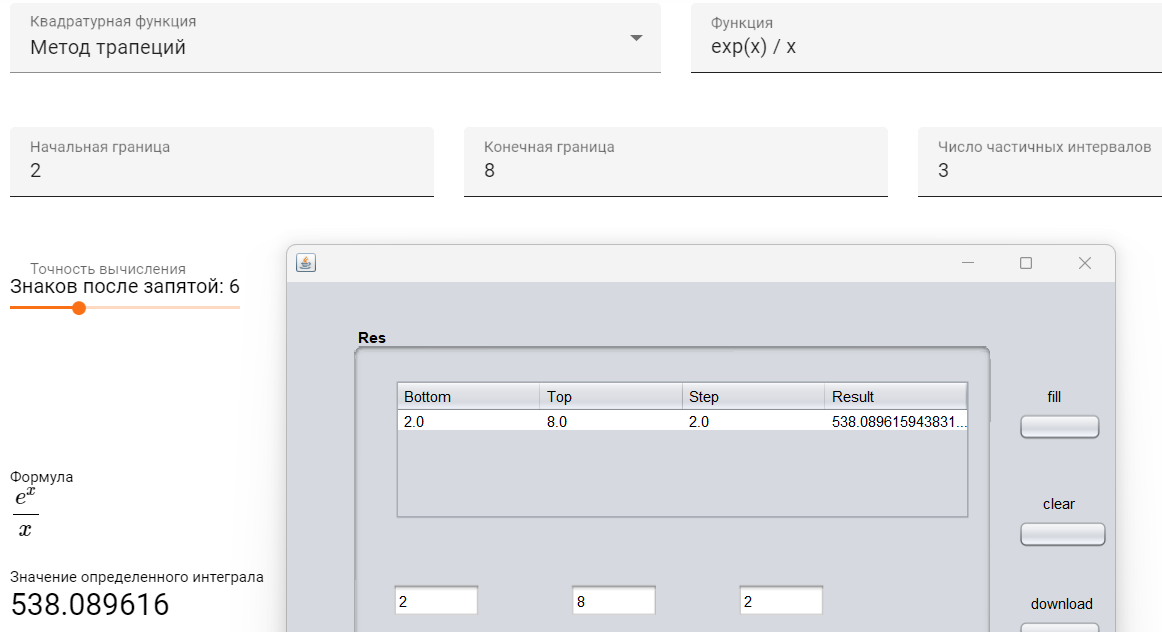 Квадратурная функция
Метод трапеций
Функция
exp(x) / x
Начальная граница
2
Конечная граница
8
Число частичных интервалов
3
Точность вычисления
Знаков после запятой: 6
Res
Bottom Top Step Result
2.0 8.0 2.0 538.089615943831...
fill
clear
Формула
e^x
x
Значение определенного интеграла
538.089616
2 8 2
download